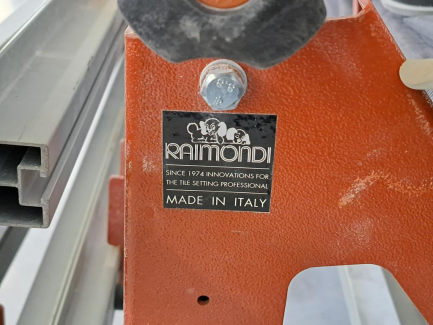 RAIMONDI
SINCE 1974 INNOVATIONS FOR
THE TILE SETTING PROFESSIONAL
MADE IN ITALY